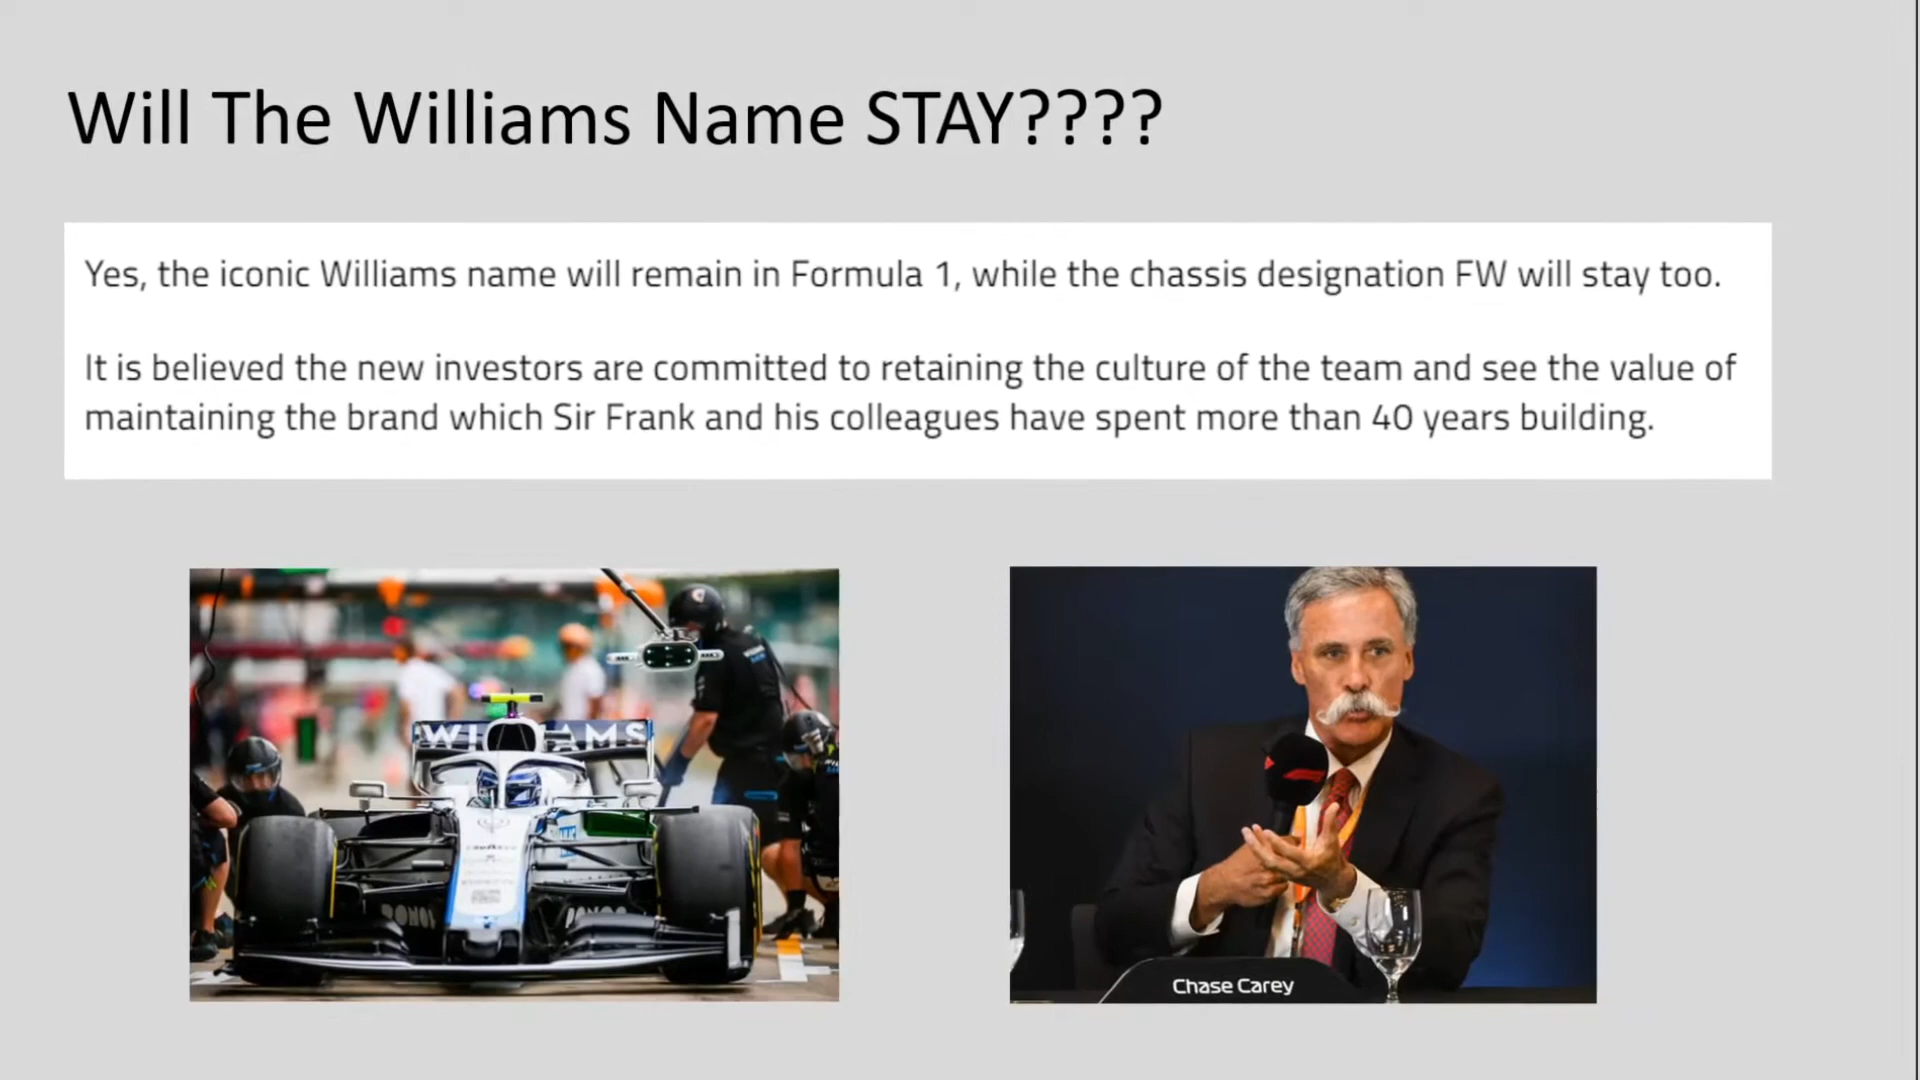 Will The Williams Name STAY????
Yes, the iconic Williams name will remain in Formula 1, while the chassis designation FW will stay too.
It is believed the new investors are committed to retaining the culture of the team and see the value of
maintaining the brand which Sir Frank and his colleagues have spent more than 40 years building.
Chase Carey